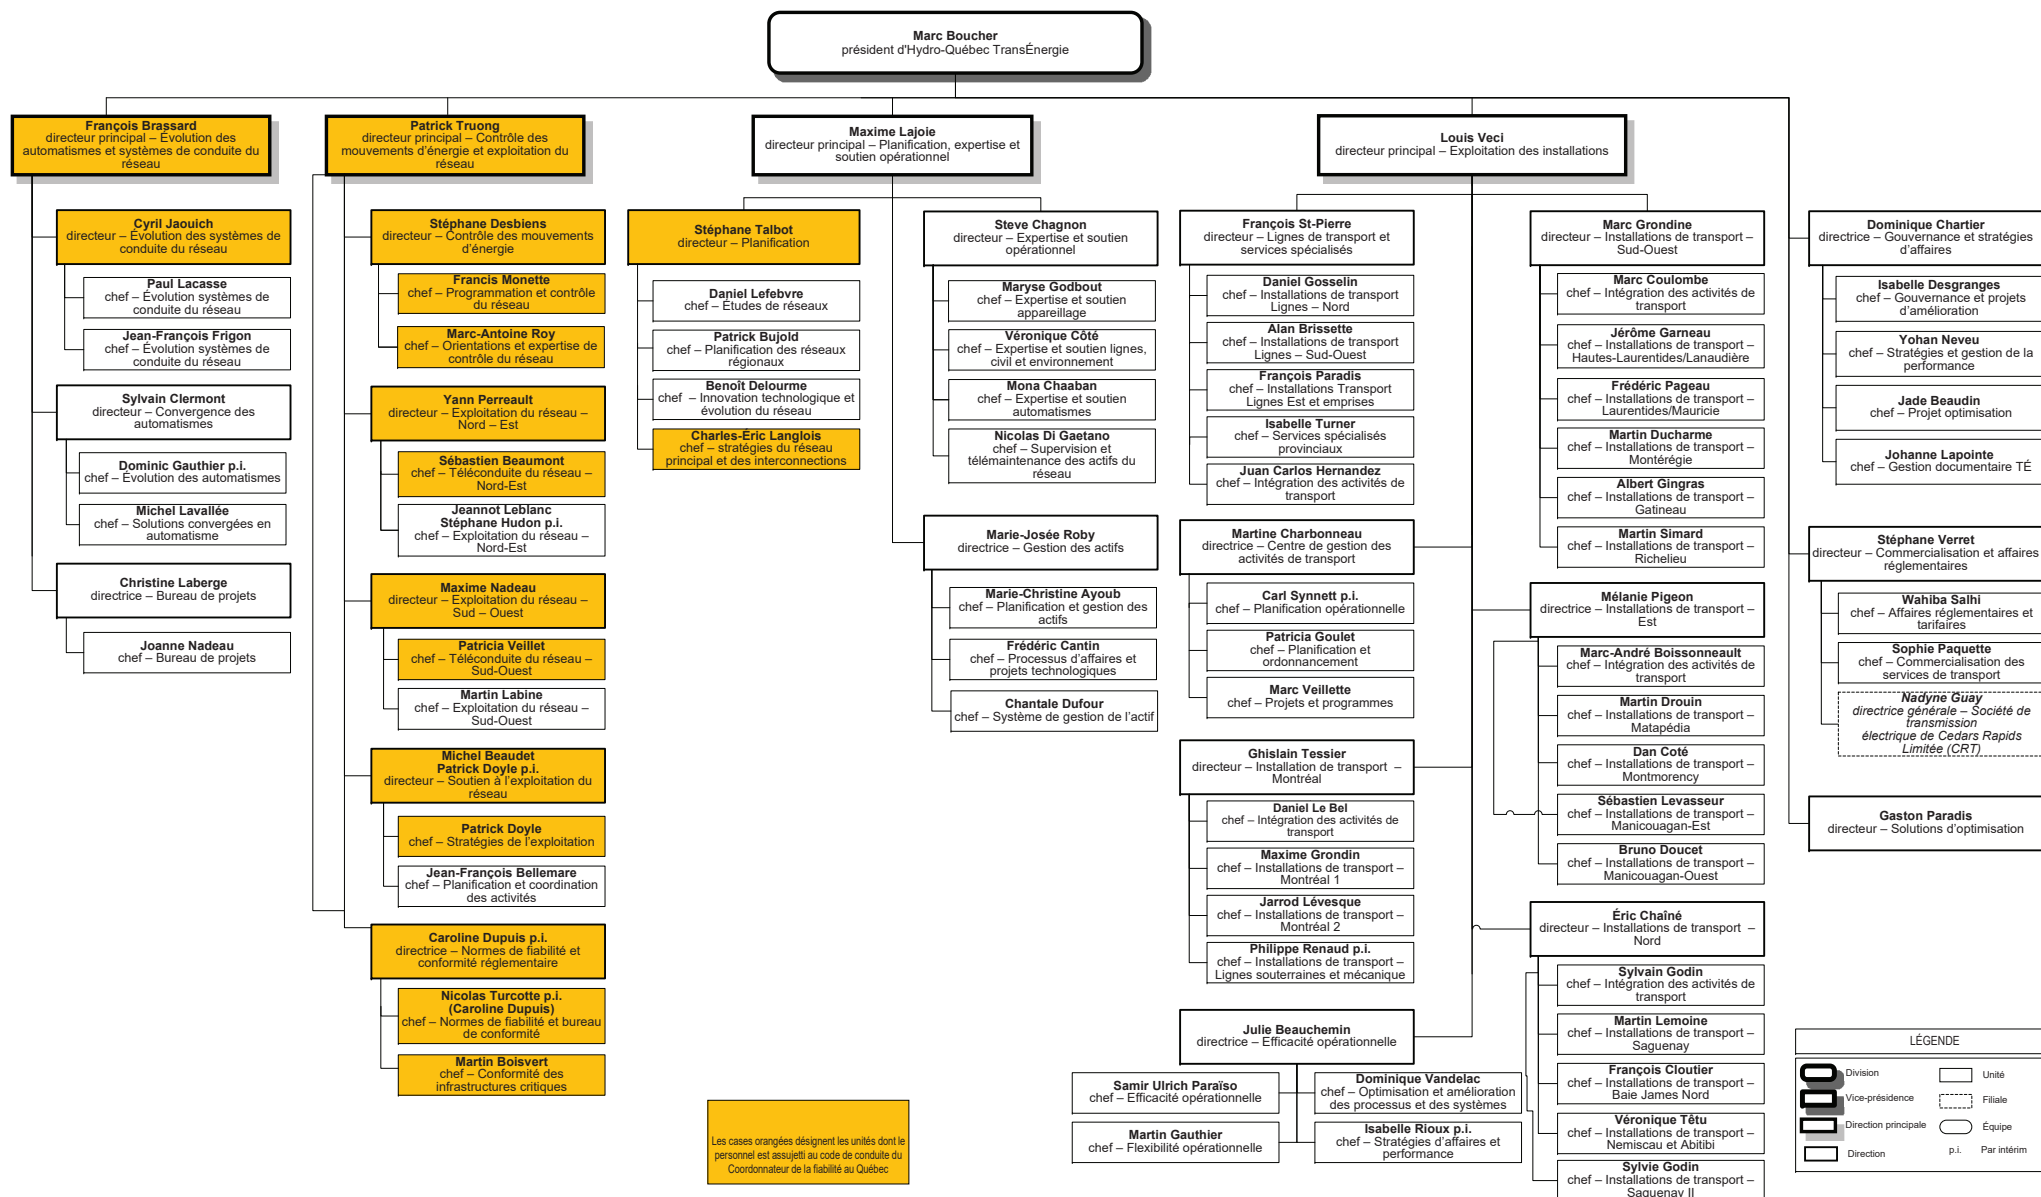 Marc Boucher
président d'Hydro-Québec TransÉnergie
François Brassard
directeur principal – Évolution des
automatismes et systèmes de conduite du
réseau
Cyril Jaouich
directeur – Évolution des systèmes de
conduite du réseau
Paul Lacasse
chef – Évolution systèmes de
conduite du réseau
Jean-François Frigon
chef – Évolution systèmes de
conduite du réseau
Sylvain Clermont
directeur – Convergence des
automatismes
Dominic Gauthier p.i.
chef – Évolution des automatismes
Michel Lavallée
chef – Solutions convergées en
automatisme
Christine Laberge
directrice – Bureau de projets
Joanne Nadeau
chef – Bureau de projets
Patrick Truong
directeur principal – Contrôle des
mouvements d'énergie et exploitation du
réseau
Stéphane Desbiens
directeur – Contrôle des mouvements
d'énergie
Francis Monette
chef – Programmation et contrôle
du réseau
Marc-Antoine Roy
chef – Orientations et expertise de
contrôle du réseau
Yann Perreault
directeur – Exploitation du réseau –
Nord – Est
Sébastien Beaumont
chef – Téléconduite du réseau –
Nord-Est
Jeannot Leblanc
Stéphane Hudon p.i.
chef – Exploitation du réseau –
Nord-Est
Maxime Nadeau
directeur – Exploitation du réseau –
Sud – Ouest
Patricia Veillet
chef – Téléconduite du réseau –
Sud-Ouest
Martin Labine
chef – Exploitation du réseau –
Sud-Ouest
Michel Beaudet
Patrick Doyle p.i.
directeur – Soutien à l'exploitation du
réseau
Patrick Doyle
chef – Stratégies de l'exploitation
Jean-François Bellemare
chef – Planification et coordination
des activités
Caroline Dupuis p.i.
directrice – Normes de fiabilité et
conformité réglementaire
Nicolas Turcotte p.i.
(Caroline Dupuis)
chef – Normes de fiabilité et bureau
de conformité
Martin Boisvert
chef – Conformité des
infrastructures critiques
Maxime Lajoie
directeur principal – Planification, expertise et
soutien opérationnel
Stéphane Talbot
directeur – Planification
Daniel Lefebvre
chef – Études de réseaux
Patrick Bujold
chef – Planification des réseaux
régionaux
Benoît Delourme
chef – Innovation technologique et
évolution du réseau
Charles-Éric Langlois
chef – stratégies du réseau
principal et des interconnections
Steve Chagnon
directeur – Expertise et soutien
opérationnel
Maryse Godbout
chef – Expertise et soutien
appareillage
Véronique Côté
chef – Expertise et soutien lignes,
civil et environnement
Mona Chaaban
chef – Expertise et soutien
automatismes
Nicolas Di Gaetano
chef – Supervision et
télémaintenance des actifs du
réseau
Marie-Josée Roby
directrice – Gestion des actifs
Marie-Christine Ayoub
chef – Planification et gestion des
actifs
Frédéric Cantin
chef – Processus d'affaires et
projets technologiques
Chantale Dufour
chef – Système de gestion de l'actif
Louis Veci
directeur principal – Exploitation des installations
François St-Pierre
directeur – Lignes de transport et
services spécialisés
Daniel Gosselin
chef – Installations de transport
Lignes – Nord
Alan Brissette
chef – Installations de transport
Lignes – Sud-Ouest
François Paradis
chef – Installations Transport
Lignes Est et emprises
Isabelle Turner
chef – Services spécialisés
provinciaux
Juan Carlos Hernandez
chef – Intégration des activités de
transport
Martine Charbonneau
directrice – Centre de gestion des
activités de transport
Carl Synnett p.i.
chef – Planification opérationnelle
Patricia Goulet
chef – Planification et
ordonnancement
Marc Veillette
chef – Projets et programmes
Ghislain Tessier
directeur – Installation de transport –
Montréal
Daniel Le Bel
chef – Intégration des activités de
transport
Maxime Grondin
chef – Installations de transport –
Montréal 1
Jarrod Lévesque
chef – Installations de transport –
Montréal 2
Philippe Renaud p.i.
chef – Installations de transport –
Lignes souterraines et mécanique
Julie Beauchemin
directrice – Efficacité opérationnelle
Samir Ulrich Paraïso
chef – Efficacité opérationnelle
Dominique Vandelac
chef – Optimisation et amélioration
des processus et des systèmes
Martin Gauthier
chef – Flexibilité opérationnelle
Isabelle Rioux p.i.
chef – Stratégies d'affaires et
performance
Marc Grondine
directeur – Installations de transport –
Sud-Ouest
Marc Coulombe
chef – Intégration des activités de
transport
Jérôme Garneau
chef – Installations de transport –
Hautes-Laurentides/Lanaudière
Frédéric Pageau
chef – Installations de transport –
Laurentides/Mauricie
Martin Ducharme
chef – Installations de transport –
Montérégie
Albert Gingras
chef – Installations de transport –
Gatineau
Martin Simard
chef – Installations de transport –
Richelieu
Mélanie Pigeon
directrice – Installations de transport –
Est
Marc-André Boissonneault
chef – Intégration des activités de
transport
Martin Drouin
chef – Installations de transport –
Matapédia
Dan Coté
chef – Installations de transport –
Montmorency
Sébastien Levasseur
chef – Installations de transport –
Manicouagan-Est
Bruno Doucet
chef – Installations de transport –
Manicouagan-Ouest
Éric Chaîné
directeur – Installations de transport –
Nord
Sylvain Godin
chef – Intégration des activités de
transport
Martin Lemoine
chef – Installations de transport –
Saguenay
François Cloutier
chef – Installations de transport –
Baie James Nord
Véronique Têtu
chef – Installations de transport –
Nemiscau et Abitibi
Sylvie Godin
chef – Installations de transport –
Saguenay II
Dominique Chartier
directrice – Gouvernance et stratégies
d'affaires
Isabelle Desgranges
chef – Gouvernance et projets
d'amélioration
Yohan Neveu
chef – Stratégies et gestion de la
performance
Jade Beaudin
chef – Projet optimisation
Johanne Lapointe
chef – Gestion documentaire TÉ
Stéphane Verret
directeur – Commercialisation et affaires
réglementaires
Wahiba Salhi
chef – Affaires réglementaires et
tarifaires
Sophie Paquette
chef – Commercialisation des
services de transport
Nadyne Guay
directrice générale – Société de
transmission
électrique de Cedars Rapids
Limitée (CRT)
Gaston Paradis
directeur – Solutions d'optimisation
Les cases orangées désignent les unités dont le
personnel est assujetti au code de conduite du
Coordonnateur de la fiabilité au Québec
LÉGENDE
Division
Unité
Vice-présidence
Filiale
Direction principale
Équipe
Direction
p.i. Par intérim